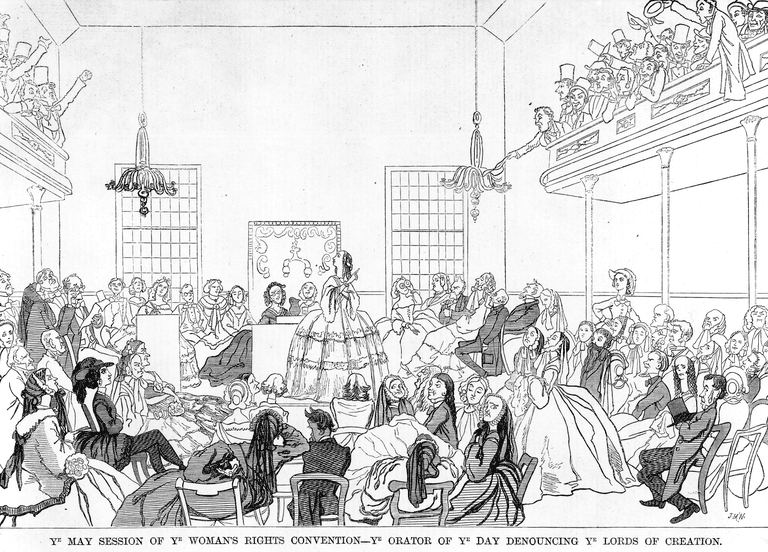 Yᴱ MAY SESSION OF Yᴱ WOMAN'S RIGHTS CONVENTION—Yᴱ ORATOR OF Yᴱ DAY DENOUNCING Yᴱ LORDS OF CREATION.